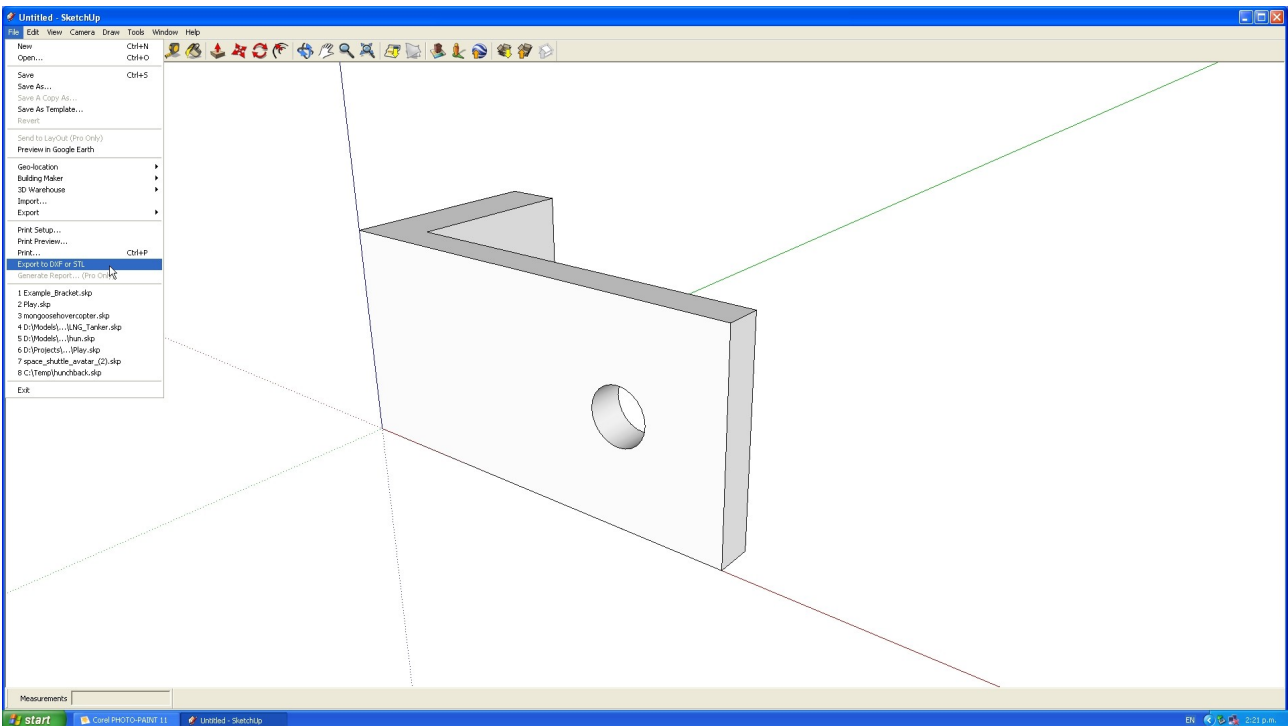 Untitled - SketchUp
File Edit View Camera Draw Tools Window Help
New Ctrl+N
Open... Ctrl+O
Save Ctrl+S
Save As...
Save A Copy As...
Save As Template...
Revert
Send to LayOut (Pro Only)
Preview in Google Earth
Geo-location
Building Maker
3D Warehouse
Import...
Export
Print Setup...
Print Preview...
Print... Ctrl+P
Export to DXF or STL
Generate Report... (Pro Only)
1 Example_Bracket.skp
2 Play.skp
3 mongoosehovercopter.skp
4 D:\Models\...\LNG_Tanker.skp
5 D:\Models\...\hun.skp
6 D:\Projects\...\Play.skp
7 space_shuttle_avatar_(2).skp
8 C:\Temp\hunchback.skp
Exit
Measurements
start Corel PHOTO-PAINT 11 Untitled - SketchUp EN 2:21 p.m.